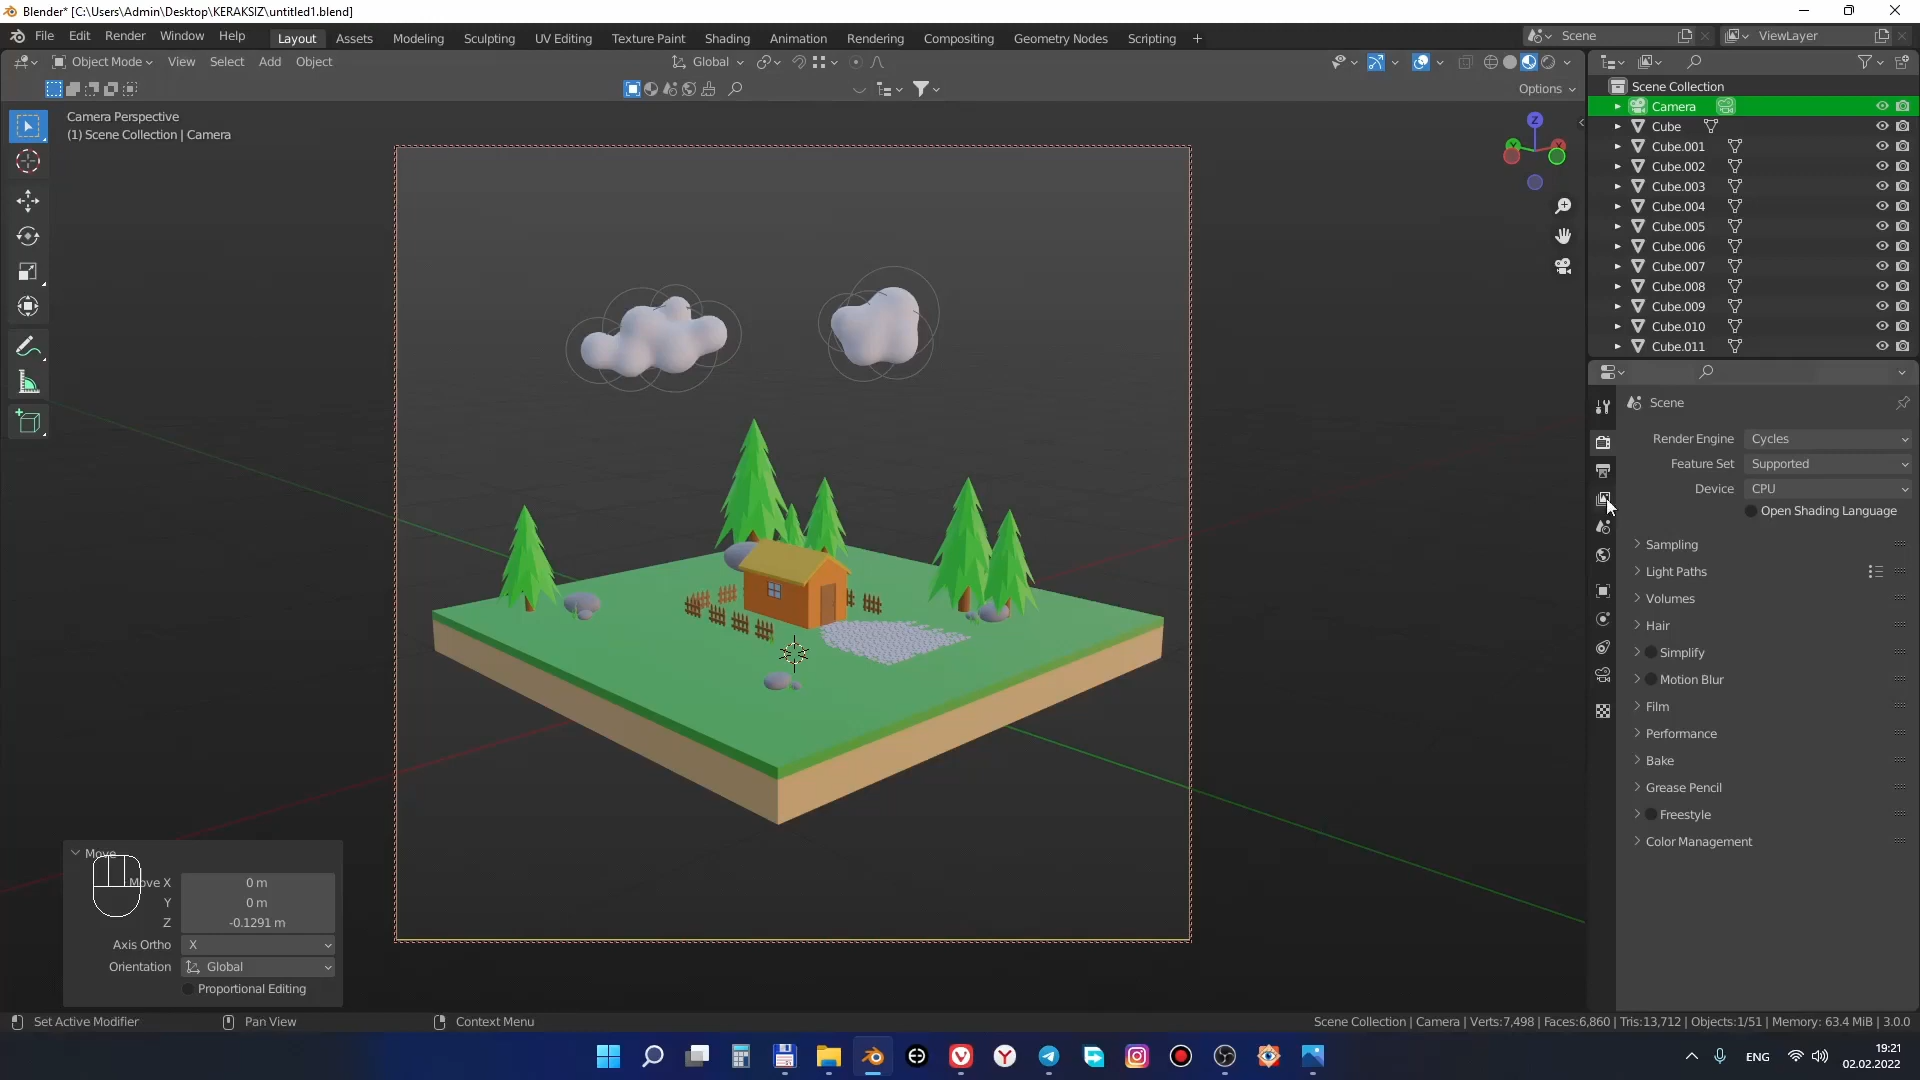 Blender* [C:\Users\Admin\Desktop\KERAKSIZ\untitled1.blend]
File Edit Render Window Help Layout Assets Modeling Sculpting UV Editing Texture Paint Shading Animation Rendering Compositing Geometry Nodes Scripting + Scene ViewLayer
Object Mode View Select Add Object Global
Options
Camera Perspective
(1) Scene Collection | Camera
Z
Y
X
Scene Collection
Camera
Cube
Cube.001
Cube.002
Cube.003
Cube.004
Cube.005
Cube.006
Cube.007
Cube.008
Cube.009
Cube.010
Cube.011
Scene
Render Engine Cycles
Feature Set Supported
Device CPU
Open Shading Language
Sampling
Light Paths
Volumes
Hair
Simplify
Motion Blur
Film
Performance
Bake
Grease Pencil
Freestyle
Color Management
Move
Move X 0 m
Y 0 m
Z -0.1291 m
Axis Ortho X
Orientation Global
Proportional Editing
Set Active Modifier Pan View Context Menu Scene Collection | Camera | Verts:7,498 | Faces:6,860 | Tris:13,712 | Objects:1/51 | Memory: 63.4 MiB | 3.0.0
ENG
19:21
02.02.2022